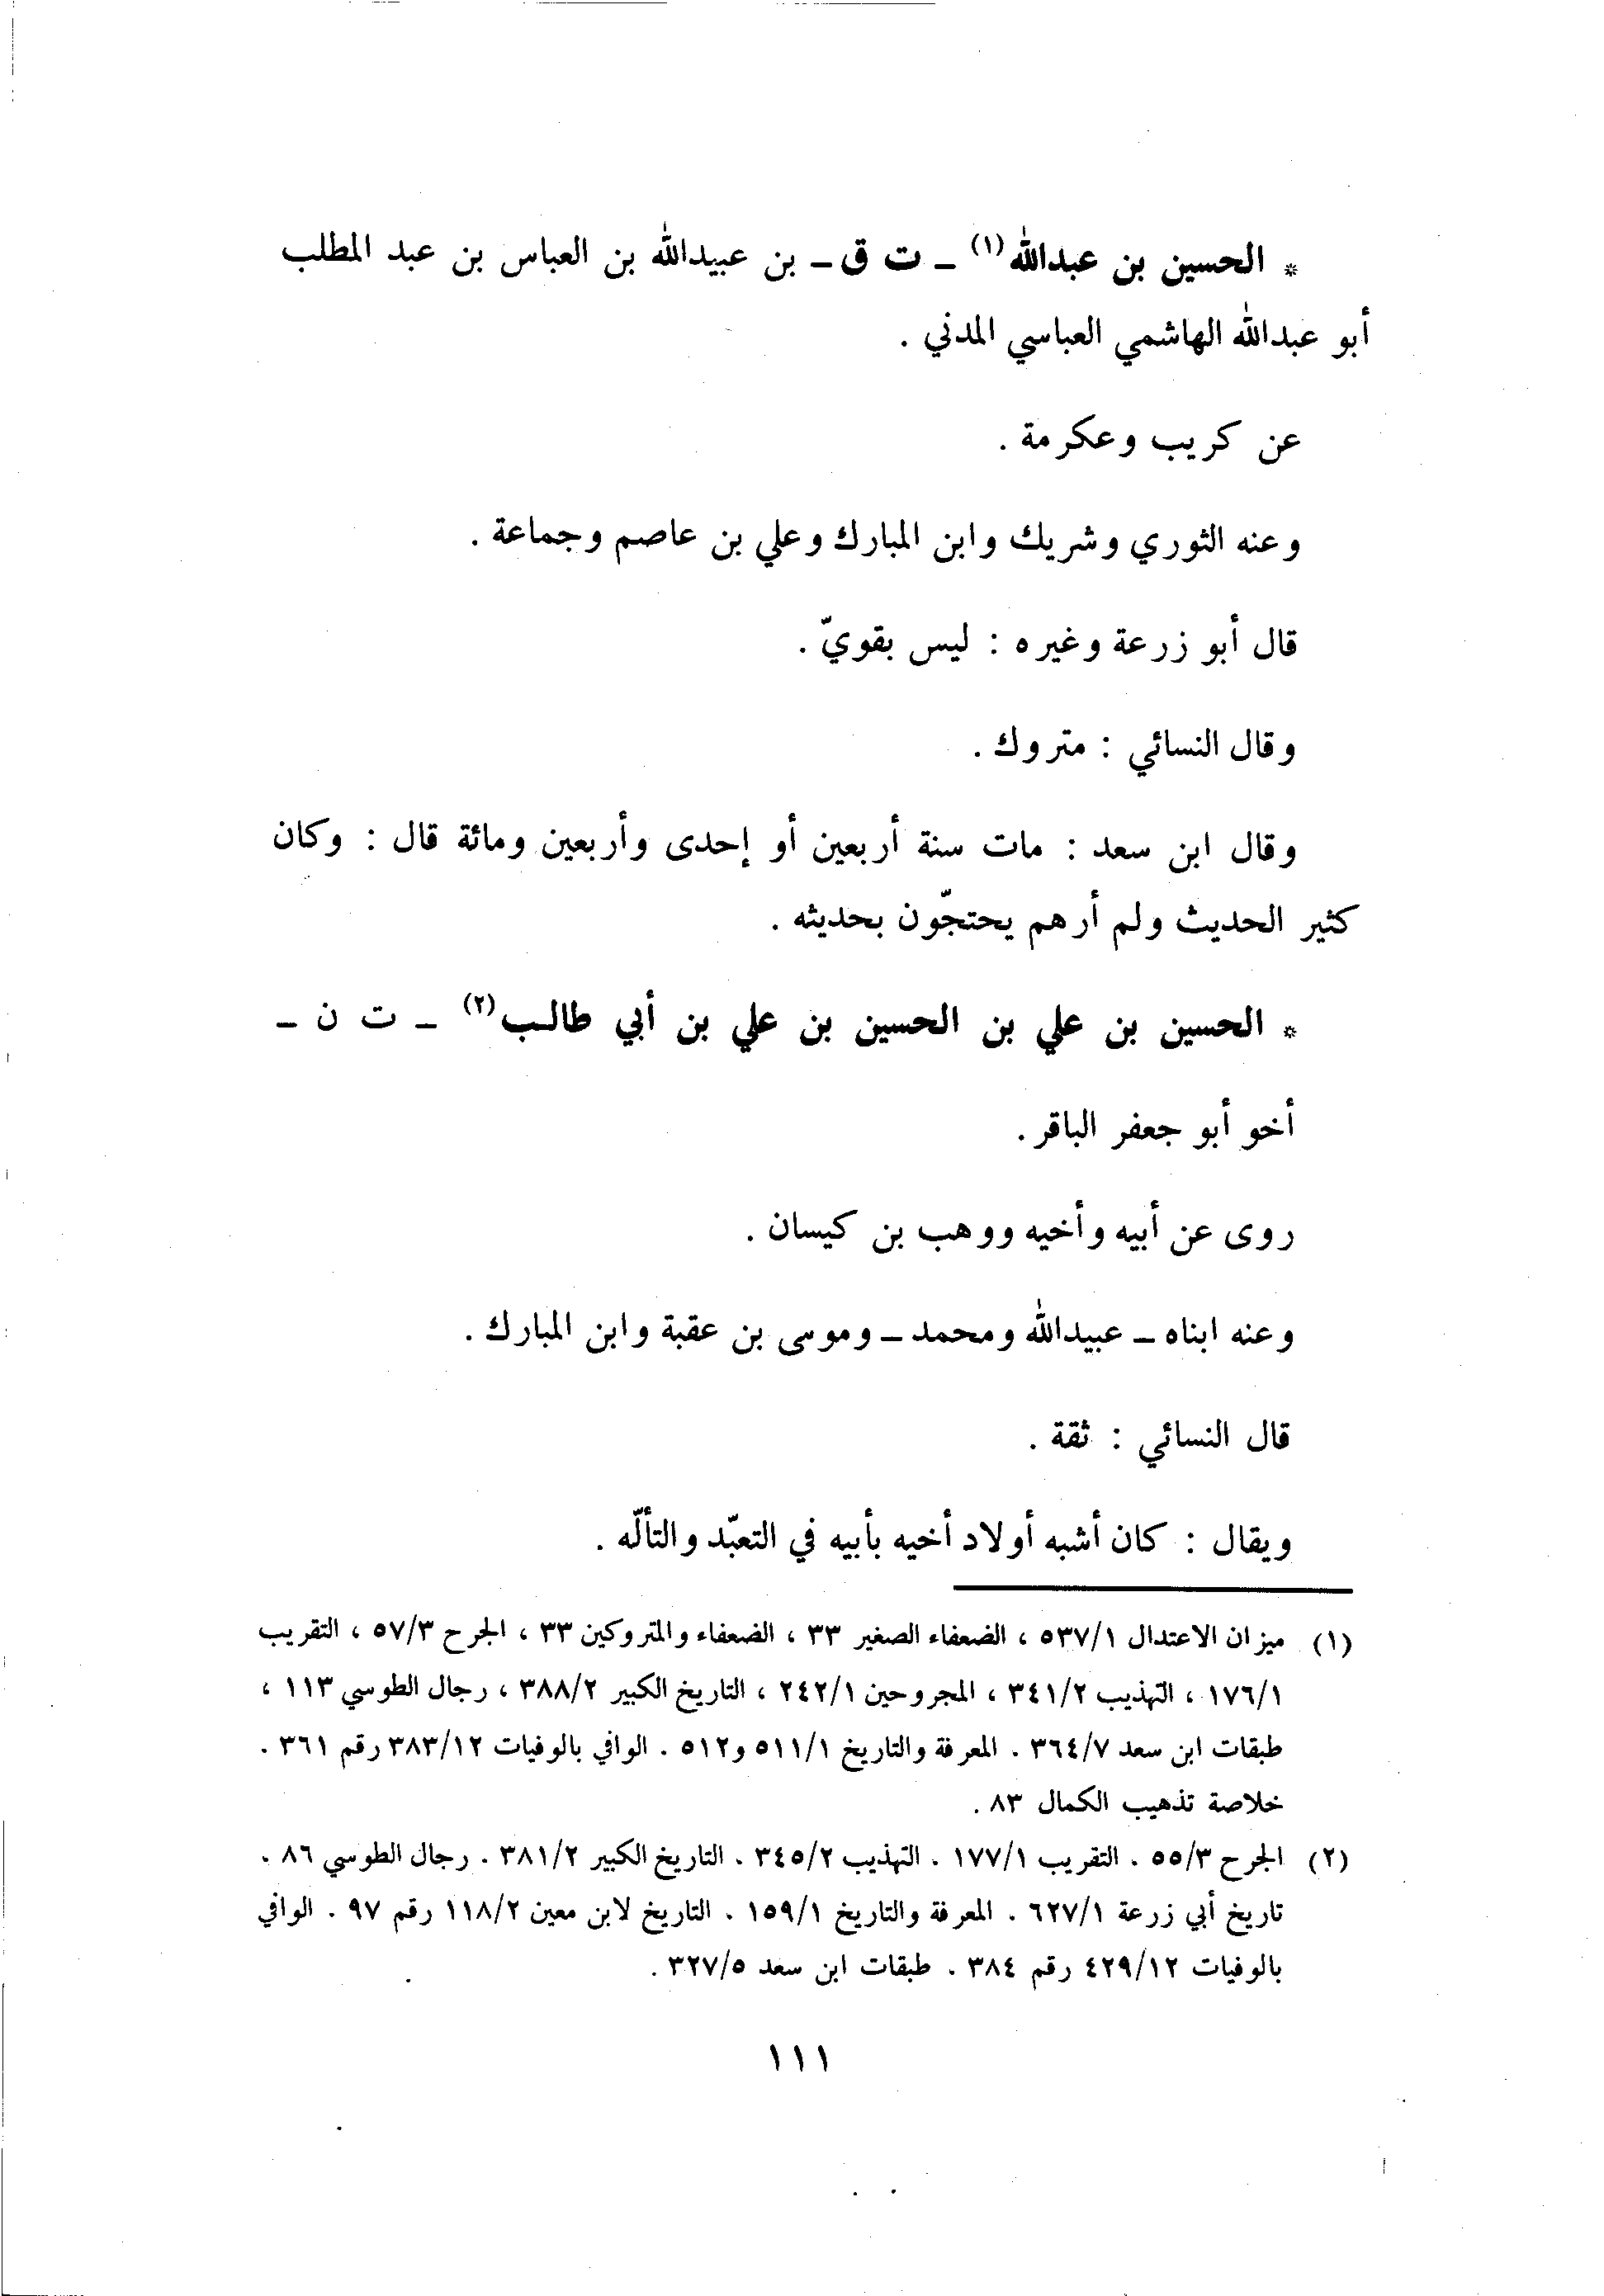 * الحسين بن عبدالله (١) ـ ت ق ـ بن عبيدالله بن العباس بن عبد المطلب
أبو عبدالله الهاشمي العباسي المدني .
عن كريب وعكرمة .
وعنه الثوري وشريك وابن المبارك وعلي بن عاصم وجماعة .
قال أبو زرعة وغيره : ليس بقويّ .
وقال النسائي : متروك .
وقال ابن سعد : مات سنة أربعين أو إحدى وأربعين ومائة قال : وكان
كثير الحديث ولم أرهم يحتجّون بحديثه .
* الحسين بن علي بن الحسين بن علي بن أبي طالب (٢) ـ ت ن ـ
أخو أبو جعفر الباقر .
روى عن أبيه وأخيه ووهب بن كيسان .
وعنه ابناه ـ عبيدالله ومحمد ـ وموسى بن عقبة وابن المبارك .
قال النسائي : ثقة .
ويقال : كان أشبه أولاد أخيه بأبيه في التعبّد والتألّه .
(١) ميزان الاعتدال ٥٣٧/١ ، الضعفاء الصغير ٣٣ ، الضعفاء والمتروكين ٣٣ ، الجرح ٥٧/٣ ، التقريب
١٧٦/١ ، التهذيب ٣٤١/٢ ، المجروحين ٢٤٢/١ ، التاريخ الكبير ٣٨٨/٢ ، رجال الطوسي ١١٣ ،
طبقات ابن سعد ٣٦٤/٧ . المعرفة والتاريخ ٥١١/١ و٥١٢ . الوافي بالوفيات ٣٨٣/١٢ رقم ٣٦١ .
خلاصة تذهيب الكمال ٨٣ .
(٢) الجرح ٥٥/٣ . التقريب ١٧٧/١ . التهذيب ٣٤٥/٢ . التاريخ الكبير ٣٨١/٢ . رجال الطوسي ٨٦ .
تاريخ أبي زرعة ٦٢٧/١ . المعرفة والتاريخ ١٥٩/١ . التاريخ لابن معين ١١٨/٢ رقم ٩٧ . الوافي
بالوفيات ٤٢٩/١٢ رقم ٣٨٤ . طبقات ابن سعد ٣٢٧/٥ .
١١١